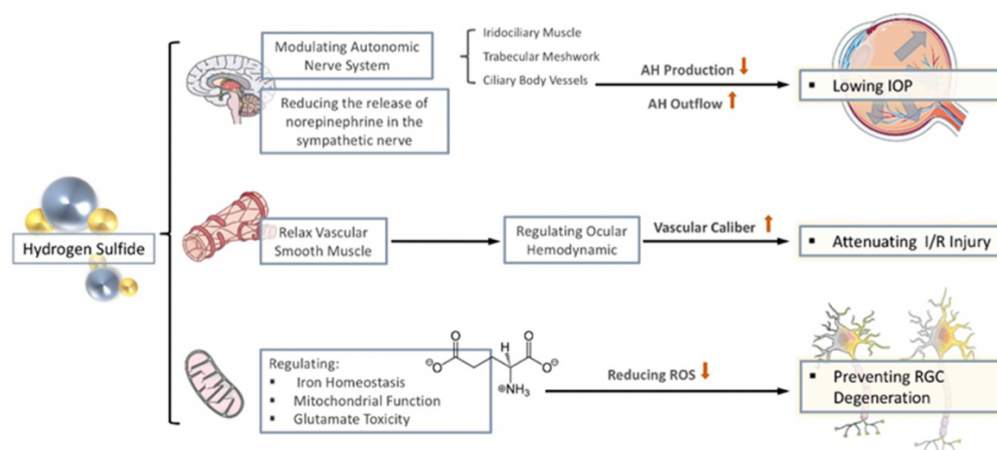 Modulating Autonomic
Nerve System
Reducing the release of
norepinephrine in the
sympathetic nerve
Iridociliary Muscle
Trabecular Meshwork
Ciliary Body Vessels
AH Production ↓
AH Outflow ↑
▪ Lowing IOP
Hydrogen Sulfide
Relax Vascular
Smooth Muscle
Regulating Ocular
Hemodynamic
Vascular Caliber ↑
▪ Attenuating I/R Injury
Regulating:
▪ Iron Homeostasis
▪ Mitochondrial Function
▪ Glutamate Toxicity
O
O
⊖O
H
O⊖
⊕NH3
Reducing ROS ↓
▪ Preventing RGC
Degeneration